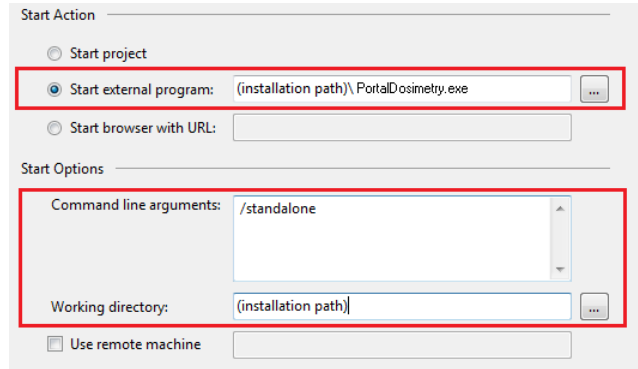 Start Action
Start project
Start external program: (installation path)\ PortalDosimetry.exe ...
Start browser with URL:
Start Options
Command line arguments: /standalone
Working directory: (installation path) ...
Use remote machine